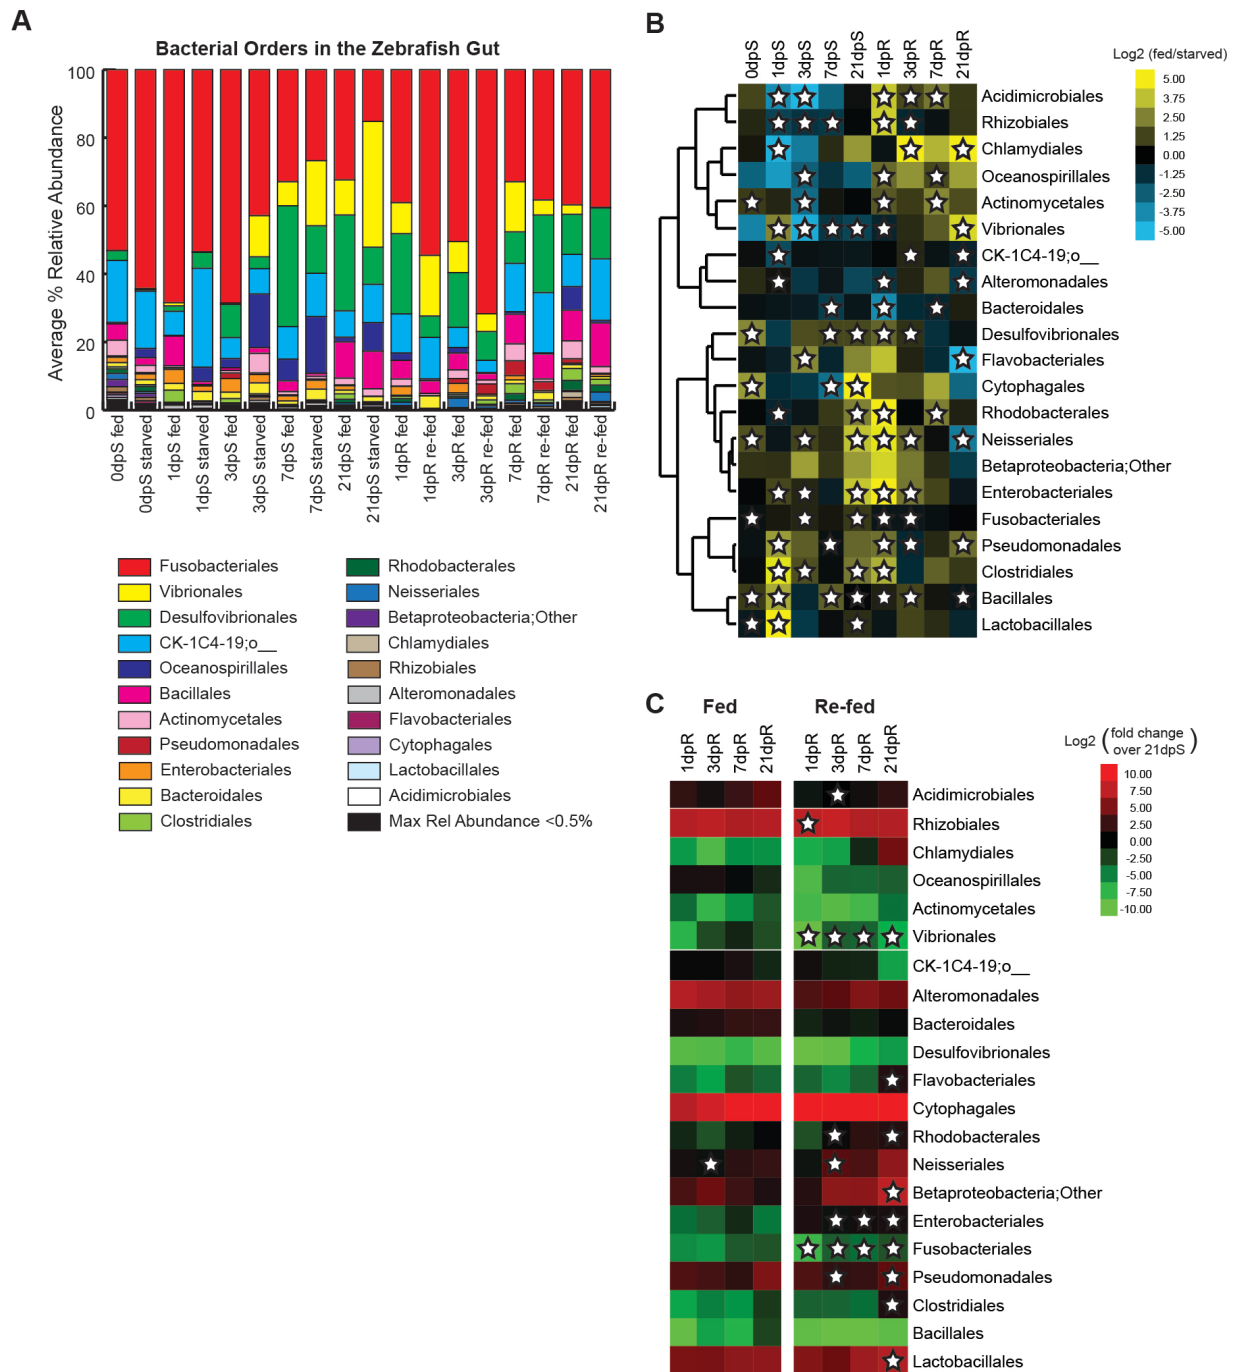 A
Bacterial Orders in the Zebrafish Gut
Average % Relative Abundance
100
80
60
40
20
0
0dpS fed
0dpS starved
1dpS fed
1dpS starved
3dpS fed
3dpS starved
7dpS fed
7dpS starved
21dpS fed
21dpS starved
1dpR fed
1dpR re-fed
3dpR fed
3dpR re-fed
7dpR fed
7dpR re-fed
21dpR fed
21dpR re-fed
Fusobacteriales
Vibrionales
Desulfovibrionales
CK-1C4-19;o__
Oceanospirillales
Bacillales
Actinomycetales
Pseudomonadales
Enterobacteriales
Bacteroidales
Clostridiales
Rhodobacterales
Neisseriales
Betaproteobacteria;Other
Chlamydiales
Rhizobiales
Alteromonadales
Flavobacteriales
Cytophagales
Lactobacillales
Acidimicrobiales
Max Rel Abundance <0.5%
B
0dpS
1dpS
3dpS
7dpS
21dpS
1dpR
3dpR
7dpR
21dpR
Log2 (fed/starved)
5.00
3.75
2.50
1.25
0.00
-1.25
-2.50
-3.75
-5.00
Acidimicrobiales
Rhizobiales
Chlamydiales
Oceanospirillales
Actinomycetales
Vibrionales
CK-1C4-19;o__
Alteromonadales
Bacteroidales
Desulfovibrionales
Flavobacteriales
Cytophagales
Rhodobacterales
Neisseriales
Betaproteobacteria;Other
Enterobacteriales
Fusobacteriales
Pseudomonadales
Clostridiales
Bacillales
Lactobacillales
C
Fed
Re-fed
1dpR
3dpR
7dpR
21dpR
1dpR
3dpR
7dpR
21dpR
Log2 (fold change
over 21dpS)
10.00
7.50
5.00
2.50
0.00
-2.50
-5.00
-7.50
-10.00
Acidimicrobiales
Rhizobiales
Chlamydiales
Oceanospirillales
Actinomycetales
Vibrionales
CK-1C4-19;o__
Alteromonadales
Bacteroidales
Desulfovibrionales
Flavobacteriales
Cytophagales
Rhodobacterales
Neisseriales
Betaproteobacteria;Other
Enterobacteriales
Fusobacteriales
Pseudomonadales
Clostridiales
Bacillales
Lactobacillales